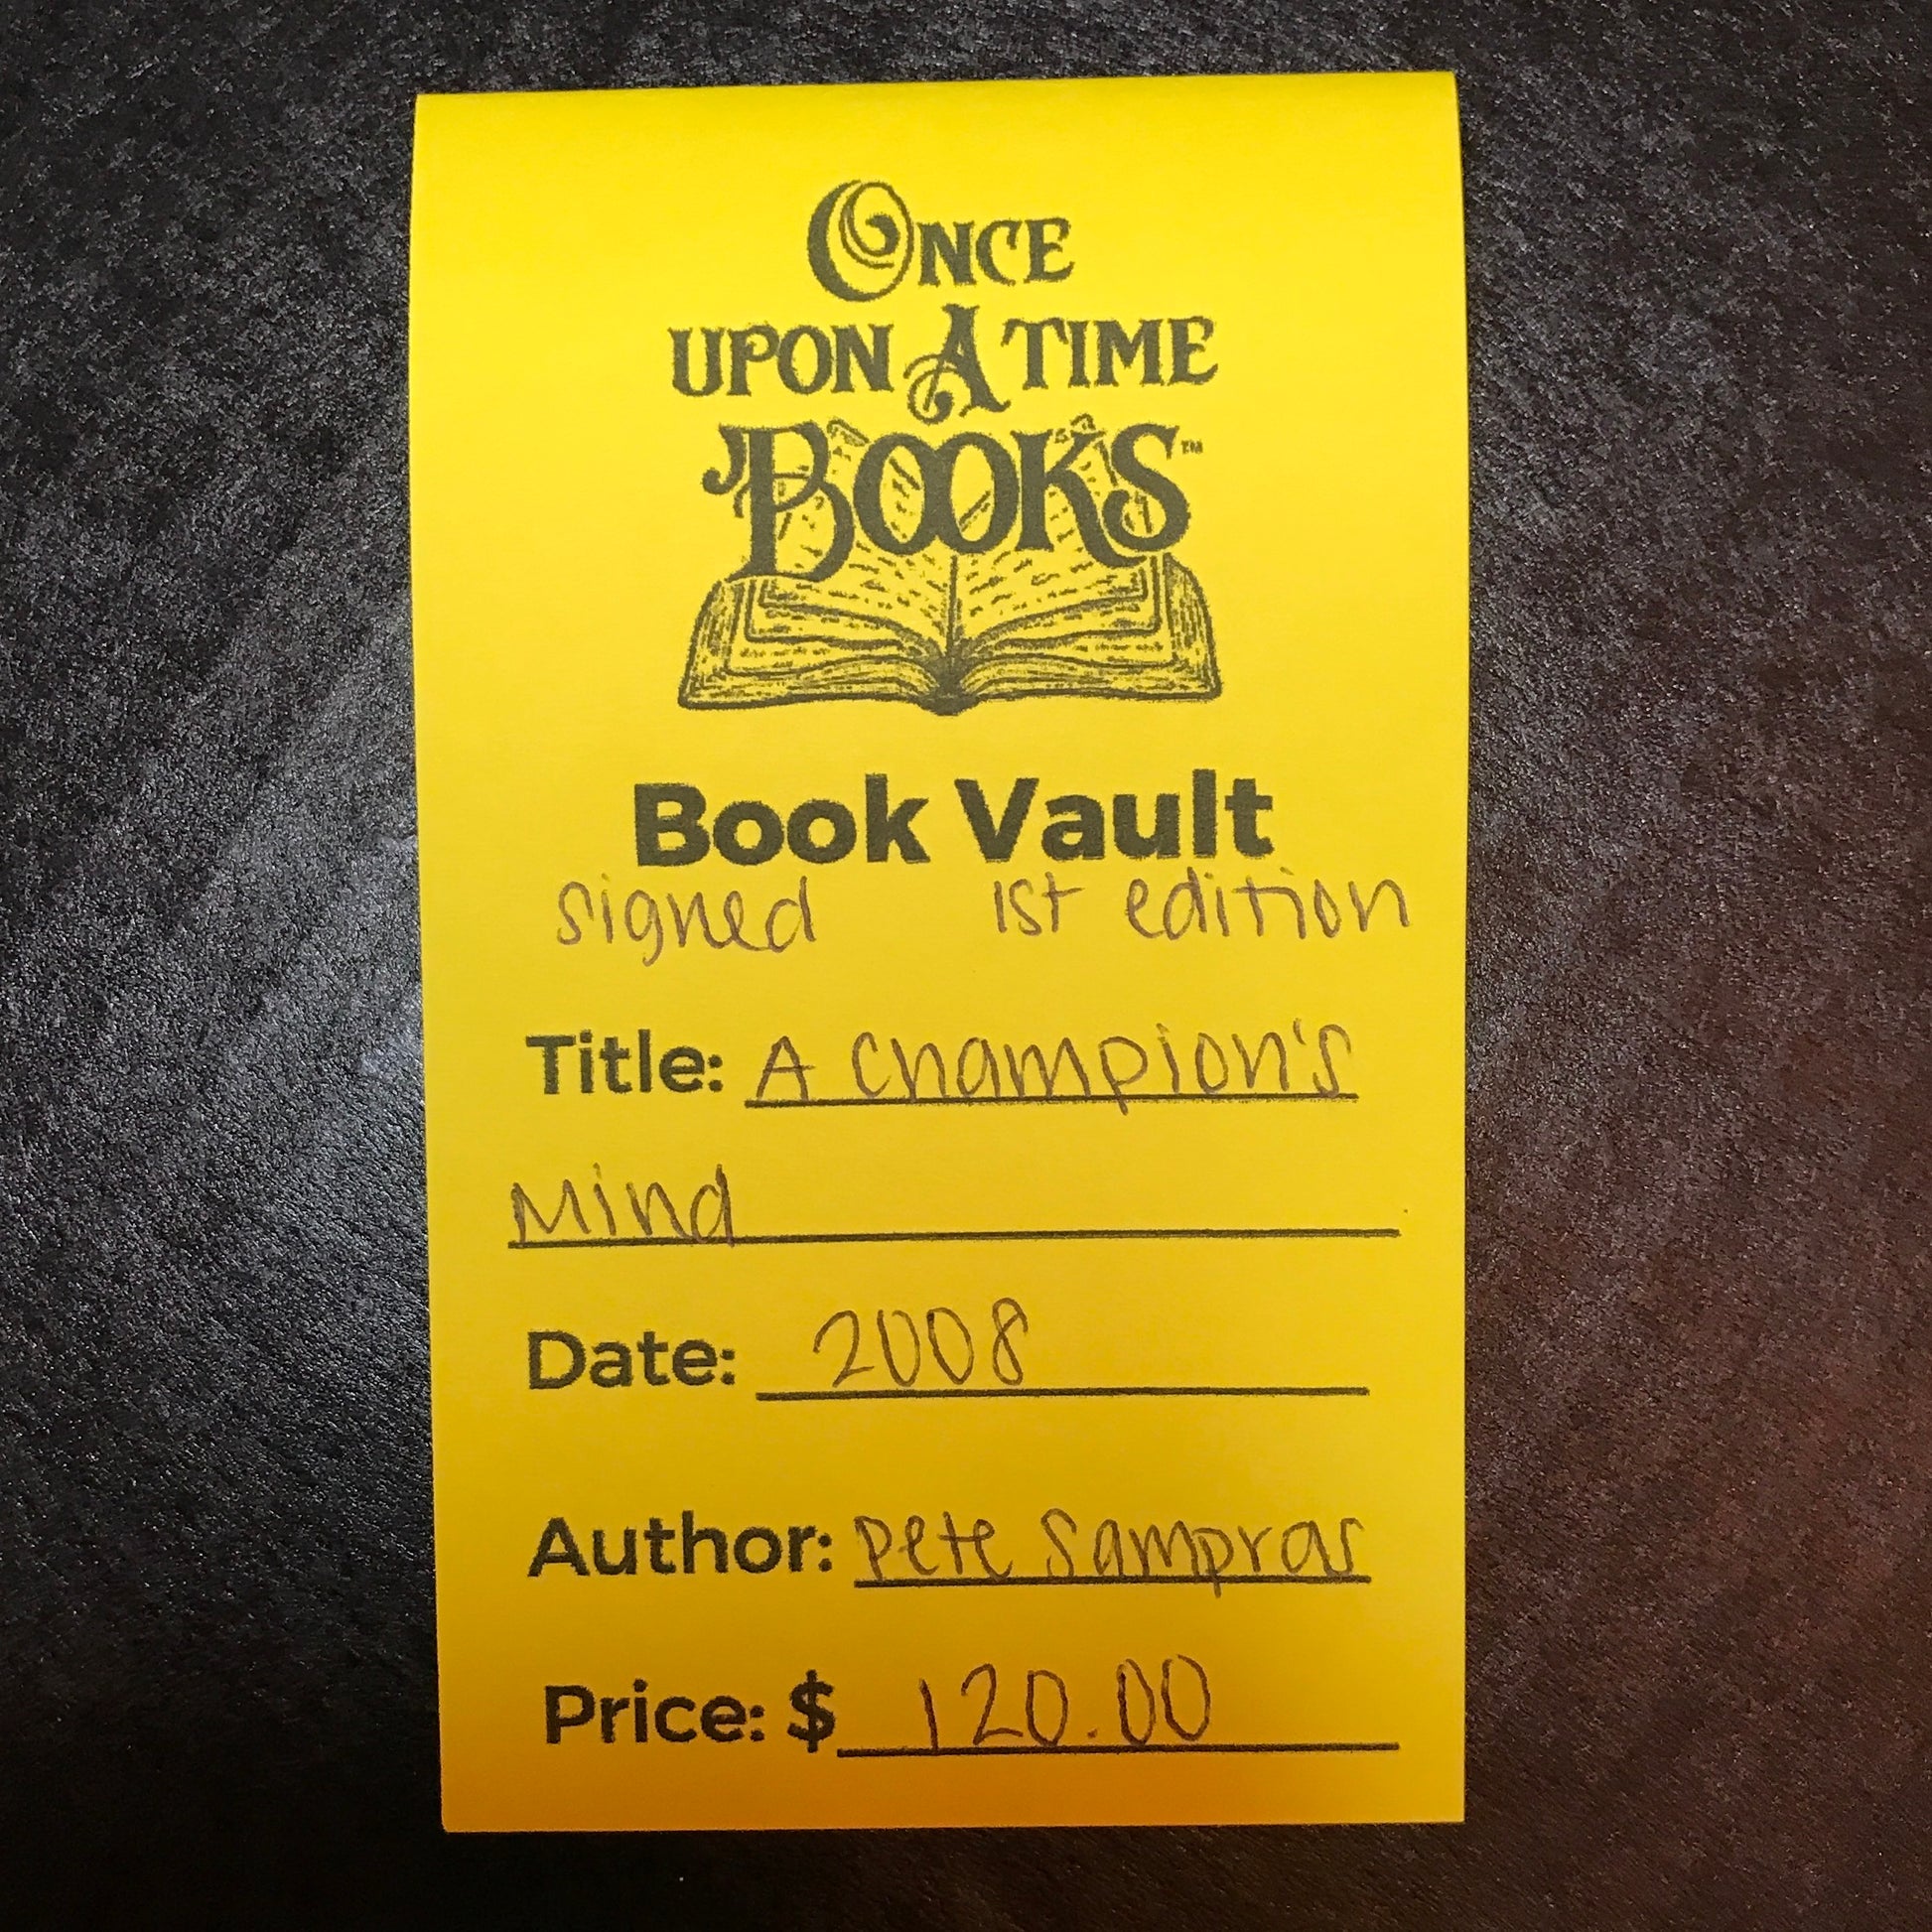 ONCE
UPON A TIME
BOOKS™
Book Vault
signed 1st edition
Title: A Champion's
Mind
Date: 2008
Author: Pete Sampras
Price: $ 120.00